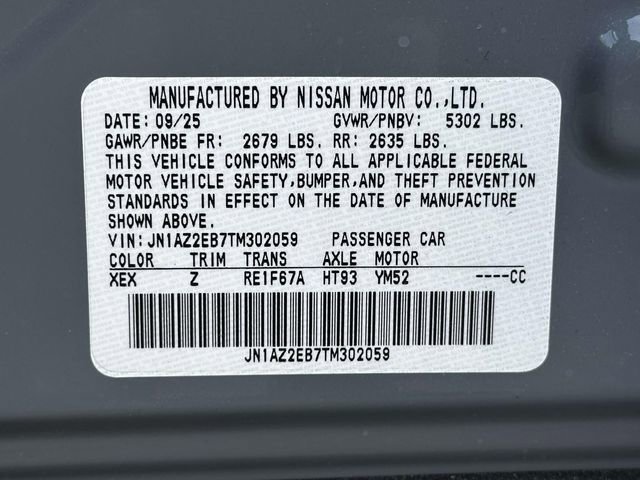 MANUFACTURED BY NISSAN MOTOR CO.,LTD.
DATE: 09/25 GVWR/PNBV: 5302 LBS.
GAWR/PNBE FR: 2679 LBS. RR: 2635 LBS.
THIS VEHICLE CONFORMS TO ALL APPLICABLE FEDERAL
MOTOR VEHICLE SAFETY,BUMPER,AND THEFT PREVENTION
STANDARDS IN EFFECT ON THE DATE OF MANUFACTURE
SHOWN ABOVE.
VIN:JN1AZ2EB7TM302059 PASSENGER CAR
COLOR TRIM TRANS AXLE MOTOR
XEX Z RE1F67A HT93 YM52 ----CC
JN1AZ2EB7TM302059